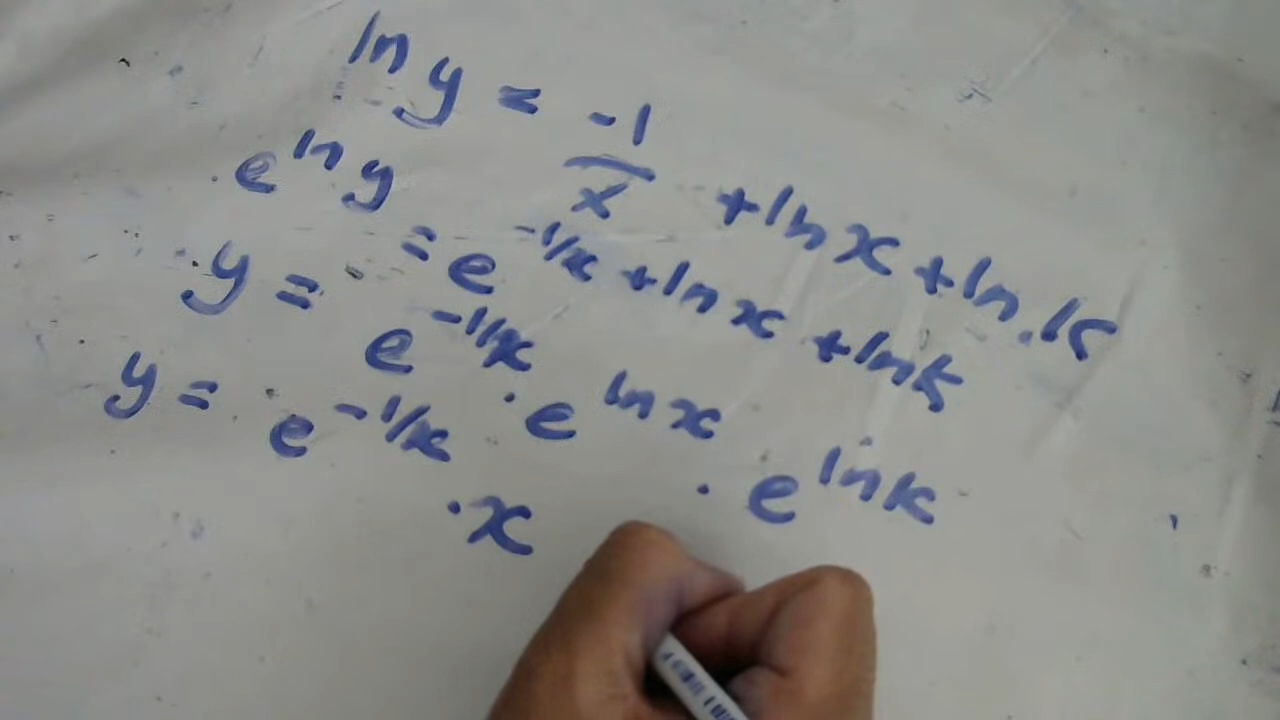 ln y = -1/x + ln x + ln k
e^ln y = e^-1/x + ln x + ln k
y = e^-1/x · e^ln x · e^ln k
y = e^-1/x · x